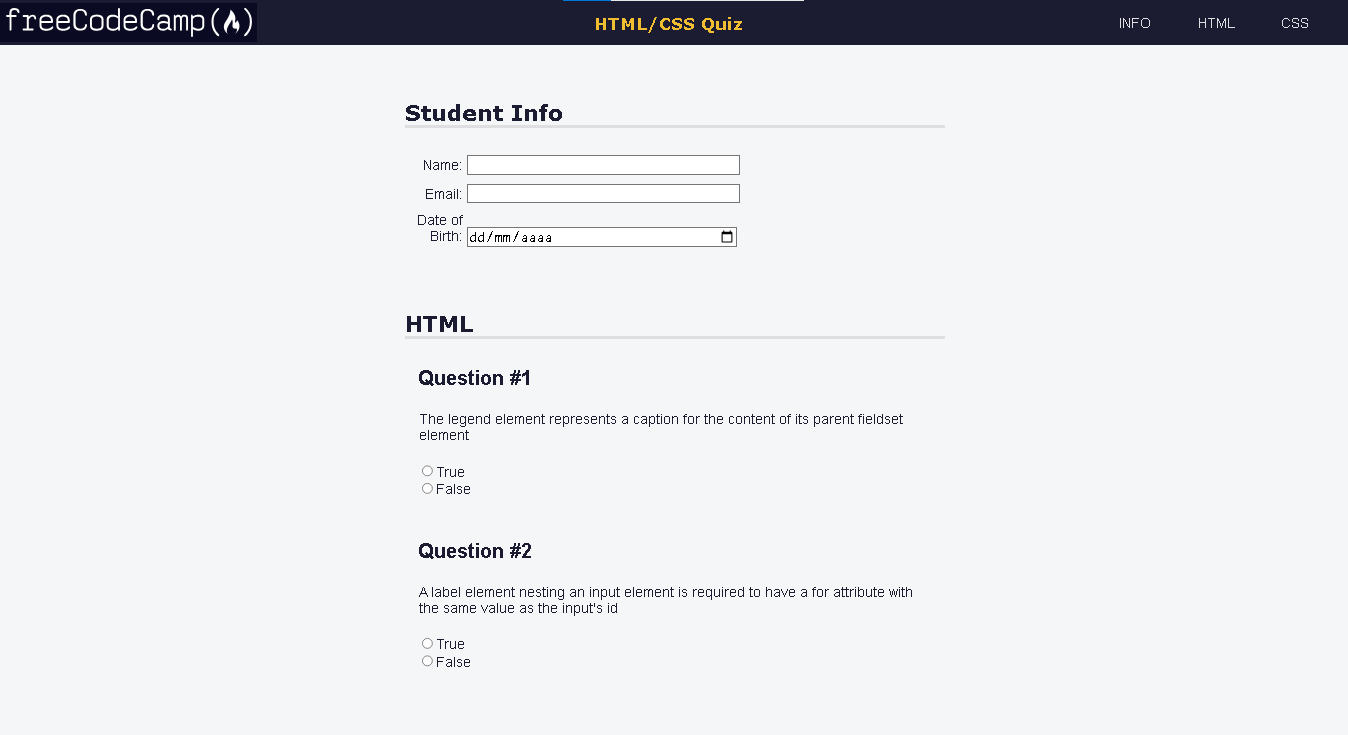 freeCodeCamp(🔥)
HTML/CSS Quiz
INFO
HTML
CSS
Student Info
Name:
Email:
Date of
Birth:
dd/mm/aaaa
HTML
Question #1
The legend element represents a caption for the content of its parent fieldset
element
True
False
Question #2
A label element nesting an input element is required to have a for attribute with
the same value as the input's id
True
False